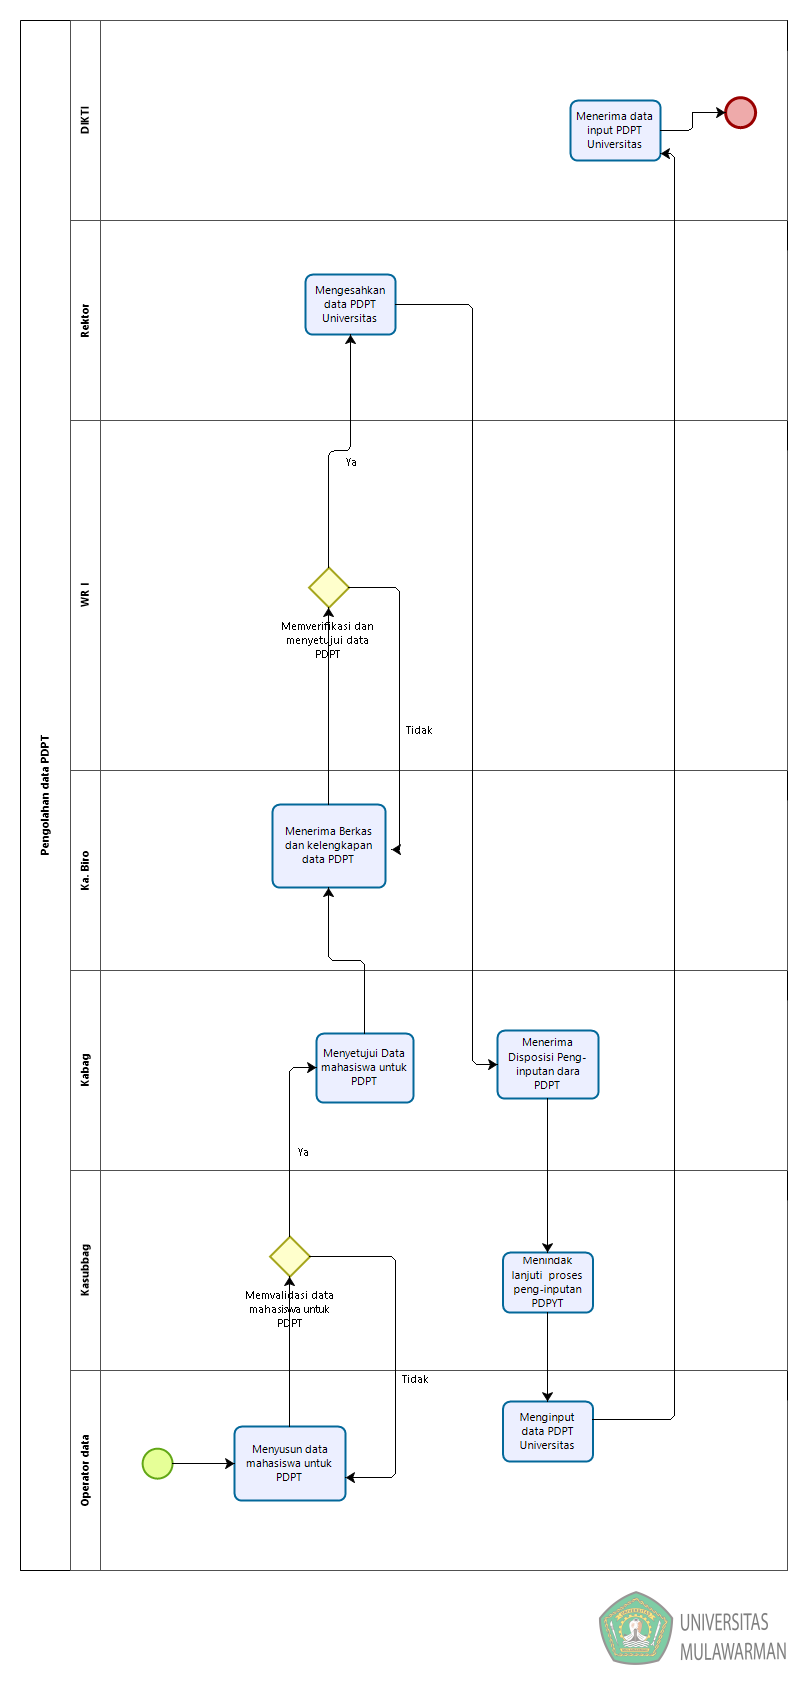 Pengolahan data PDPT
DIKTI
Menerima data
input PDPT
Universitas
Rektor
Mengesahkan
data PDPT
Universitas
WR I
Ya
Memverifikasi dan
menyetujui data
PDPT
Tidak
Ka. Biro
Menerima Berkas
dan kelengkapan
data PDPT
Kabag
Menyetujui Data
mahasiswa untuk
PDPT
Menerima
Disposisi Peng-
inputan dara
PDPT
Ya
Kasubbag
Memvalidasi data
mahasiswa untuk
PDPT
Menindak
lanjuti proses
peng-inputan
PDPYT
Tidak
Operator data
Menyusun data
mahasiswa untuk
PDPT
Menginput
data PDPT
Universitas
UNIVERSITAS
MULAWARMAN